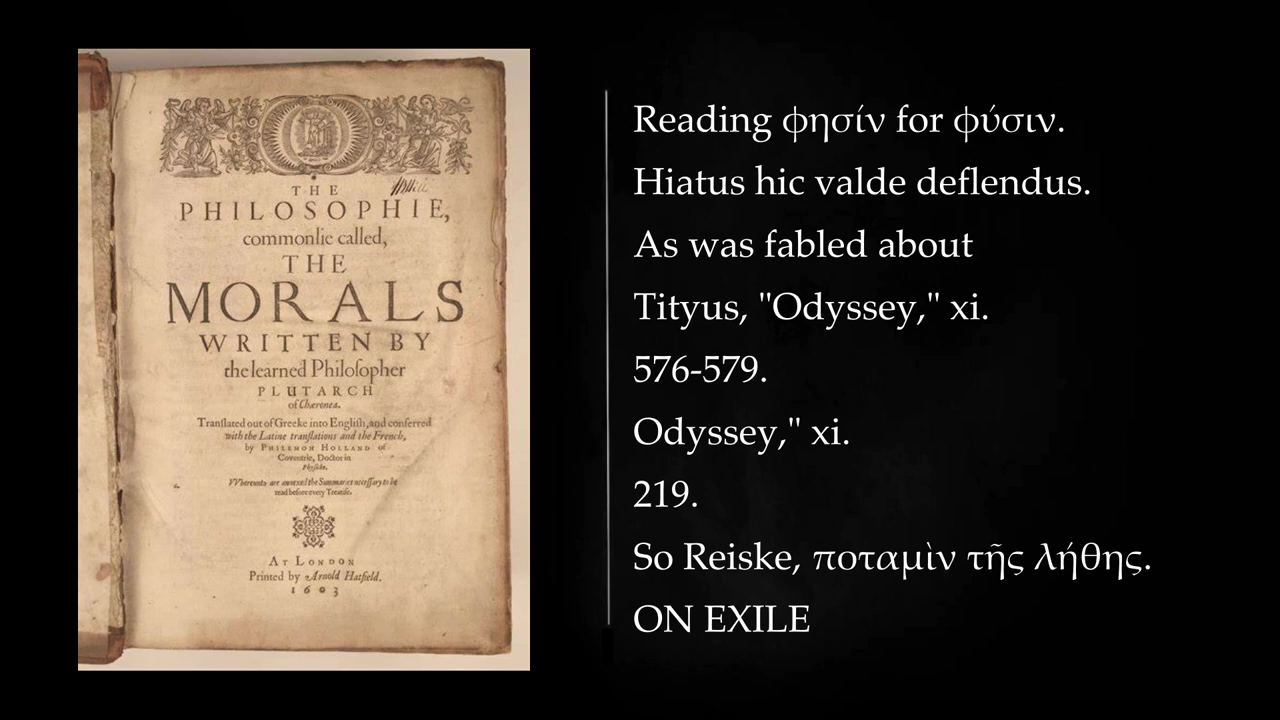 THE
PHILOSOPHIE,
commonlie called,
THE
MORALS
WRITTEN BY
the learned Philosopher
PLUTARCH
of Chæronea.
Translated out of Greeke into English, and conferred
with the Latine translations and the French,
by PHILEMON HOLLAND of
Coventrie, Doctor in
Physicke.
VVhereunto are annexed the Summaries necessary to be
read before every Treatise.
AT LONDON
Printed by Arnold Hatfield.
1603
Reading φησίν for φύσιν.
Hiatus hic valde deflendus.
As was fabled about
Tityus, "Odyssey," xi.
576-579.
Odyssey," xi.
219.
So Reiske, ποταμὶν τῆς λήθης.
ON EXILE